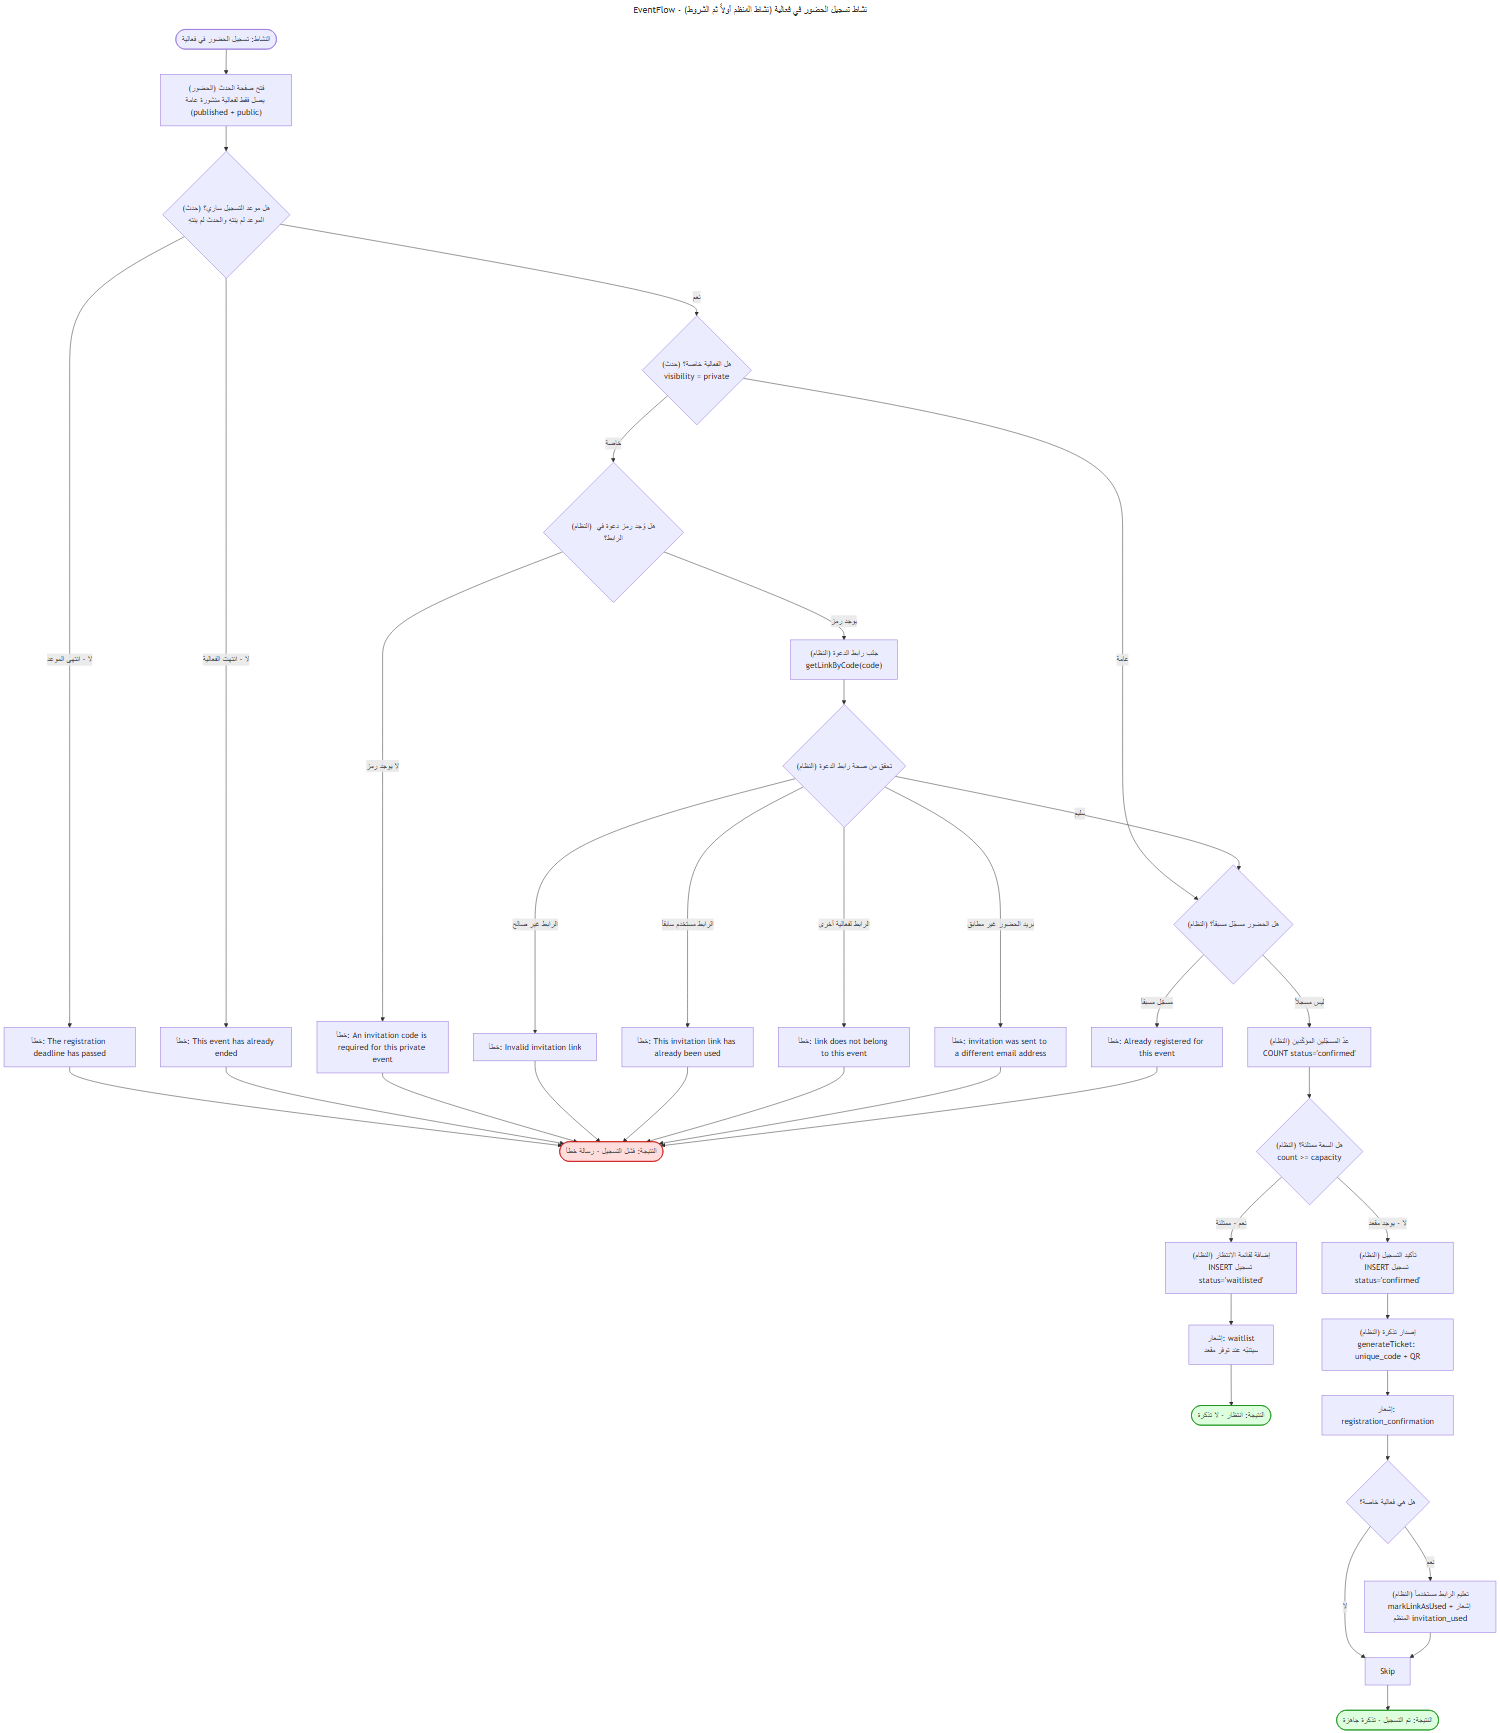 نشاط تسجيل الحضور في فعالية (نشاط المنظم أولاً ثم الشروط) - EventFlow
النشاط: تسجيل الحضور في فعالية
فتح صفحة الحدث (الحضور)
يصل فقط لفعالية منشورة عامة
(published + public)
هل موعد التسجيل ساري؟ (حدث)
الموعد لم ينته والحدث لم ينته
نعم
هل الفعالية خاصة؟ (حدث)
visibility = private
خاصة
هل وُجد رمز دعوة في (النظام)
الرابط؟
يوجد رمز
جلب رابط الدعوة (النظام)
getLinkByCode(code)
لا - انتهى الموعد
لا - انتهت الفعالية
عامة
لا يوجد رمز
تحقق من صحة رابط الدعوة (النظام)
سليم
الرابط غير صالح
الرابط مستخدم سابقاً
الرابط لفعالية أخرى
بريد الحضور غير مطابق
هل الحضور مسجّل مسبقاً؟ (النظام)
مسجّل مسبقاً
ليس مسجلاً
خطأ: The registration
deadline has passed
خطأ: This event has already
ended
خطأ: An invitation code is
required for this private
event
خطأ: Invalid invitation link
خطأ: This invitation link has
already been used
خطأ: link does not belong
to this event
خطأ: invitation was sent to
a different email address
خطأ: Already registered for
this event
عدّ المسجّلين المؤكّدين (النظام)
COUNT status='confirmed'
النتيجة: فشل التسجيل - رسالة خطأ
هل السعة ممتلئة؟ (النظام)
count >= capacity
نعم - ممتلئة
لا - يوجد مقعد
إضافة لقائمة الانتظار (النظام)
INSERT تسجيل
status='waitlisted'
تأكيد التسجيل (النظام)
INSERT تسجيل
status='confirmed'
إشعار: waitlist
سيتنبّه عند توفر مقعد
إصدار تذكرة (النظام)
generateTicket:
unique_code + QR
النتيجة: انتظار - لا تذكرة
إشعار:
registration_confirmation
هل هي فعالية خاصة؟
نعم
لا
تعليم الرابط مستخدماً (النظام)
markLinkAsUsed + إشعار
المنظم invitation_used
Skip
النتيجة: تم التسجيل - تذكرة جاهزة